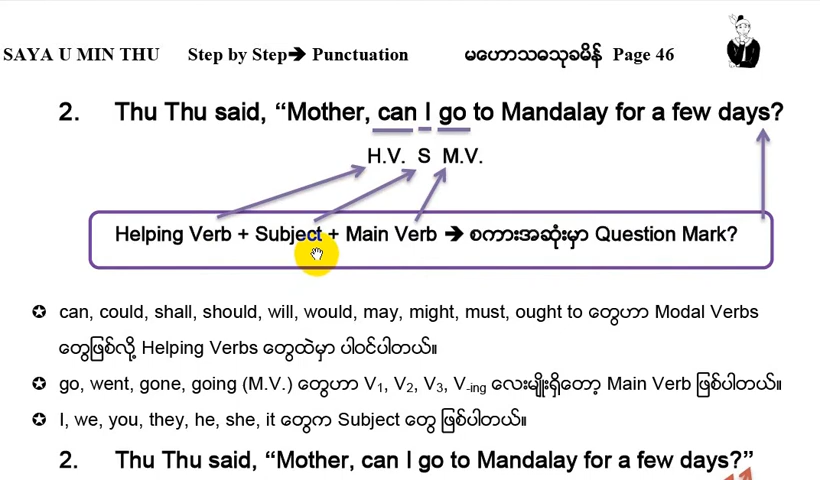 SAYA U MIN THU Step by Step➔ Punctuation မဟောသဓသုခမိန် Page 46
2. Thu Thu said, “Mother, can I go to Mandalay for a few days?
H.V. S M.V.
Helping Verb + Subject + Main Verb ➔ စကားအဆုံးမှာ Question Mark?
✪ can, could, shall, should, will, would, may, might, must, ought to တွေဟာ Modal Verbs
တွေဖြစ်လို့ Helping Verbs တွေထဲမှာ ပါဝင်ပါတယ်။
✪ go, went, gone, going (M.V.) တွေဟာ V1, V2, V3, V-ing လေးမျိုးရှိတော့ Main Verb ဖြစ်ပါတယ်။
✪ I, we, you, they, he, she, it တွေက Subject တွေ ဖြစ်ပါတယ်။
2. Thu Thu said, “Mother, can I go to Mandalay for a few days?”